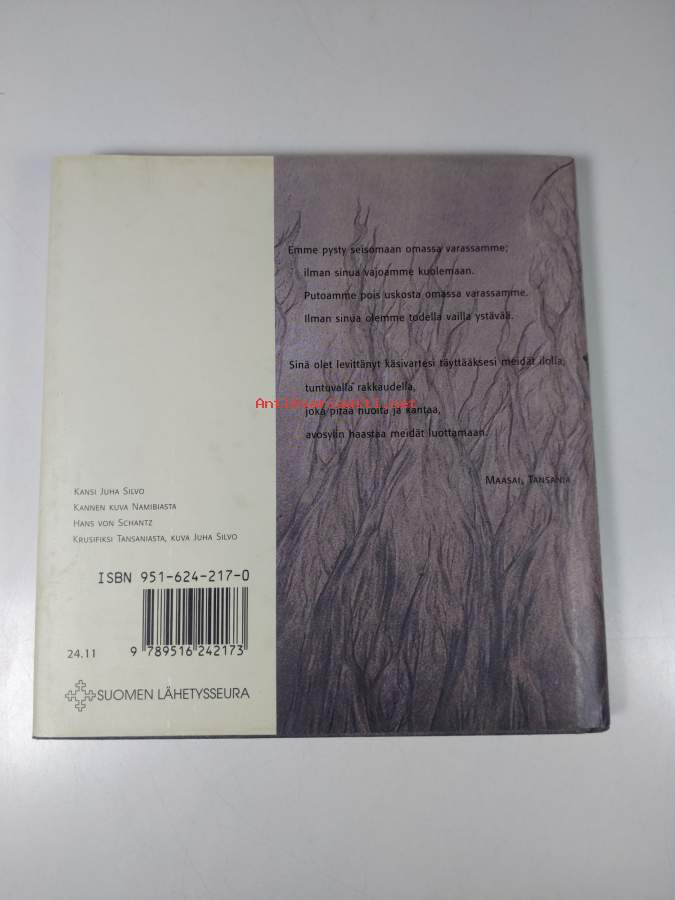 Emme pysty seisomaan omassa varassamme;
ilman sinua vajoamme kuolemaan.
Putoamme pois uskosta omassa varassamme.
Ilman sinua olemme todella vailla ystävää.
Sinä olet levittänyt käsivartesi täyttääksesi meidät ilolla,
tuntuvalla rakkaudella,
joka pitää huolta ja kantaa,
avosylin haastaa meidät luottamaan.
Maasai, Tansania
Antikvariaatti.net
Kansi Juha Silvo
Kannen kuva Namibiasta
Hans von Schantz
Krusifiksi Tansaniasta, kuva Juha Silvo
ISBN 951-624-217-0
24.11
9 789516 242173
SUOMEN LÄHETYSSEURA